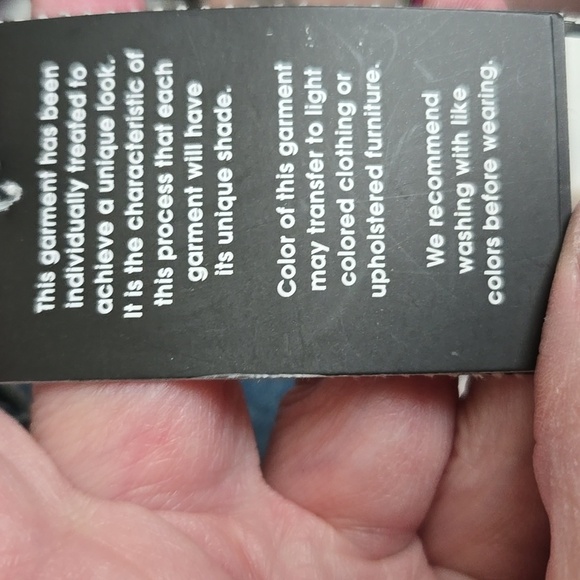 This garment has been
individually treated to
achieve a unique look.
It is the characteristic of
this process that each
garment will have
its unique shade.
Color of this garment
may transfer to light
colored clothing or
upholstered furniture.
We recommend
washing with like
colors before wearing.